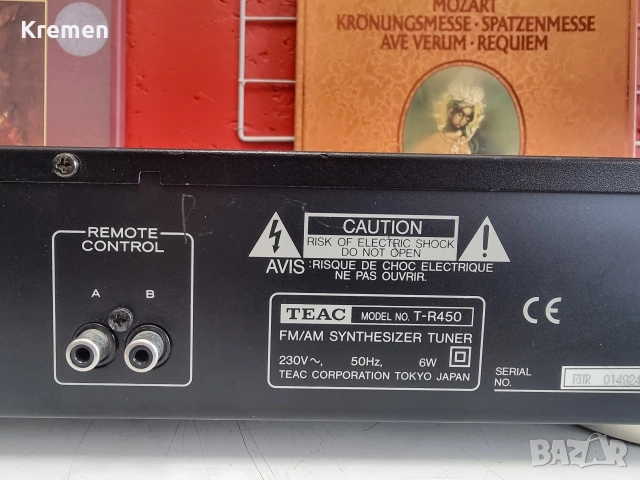 Kremen
MOZART
KRÖNUNGSMESSE · SPATZENMESSE
AVE VERUM · REQUIEM
REMOTE
CONTROL
A B
CAUTION
RISK OF ELECTRIC SHOCK
DO NOT OPEN
AVIS :RISQUE DE CHOC ELECTRIQUE
NE PAS OUVRIR.
TEAC MODEL NO. T-R450
FM/AM SYNTHESIZER TUNER
230V~, 50Hz, 6W
TEAC CORPORATION TOKYO JAPAN
CE
SERIAL
NO.
014924
BAZAR